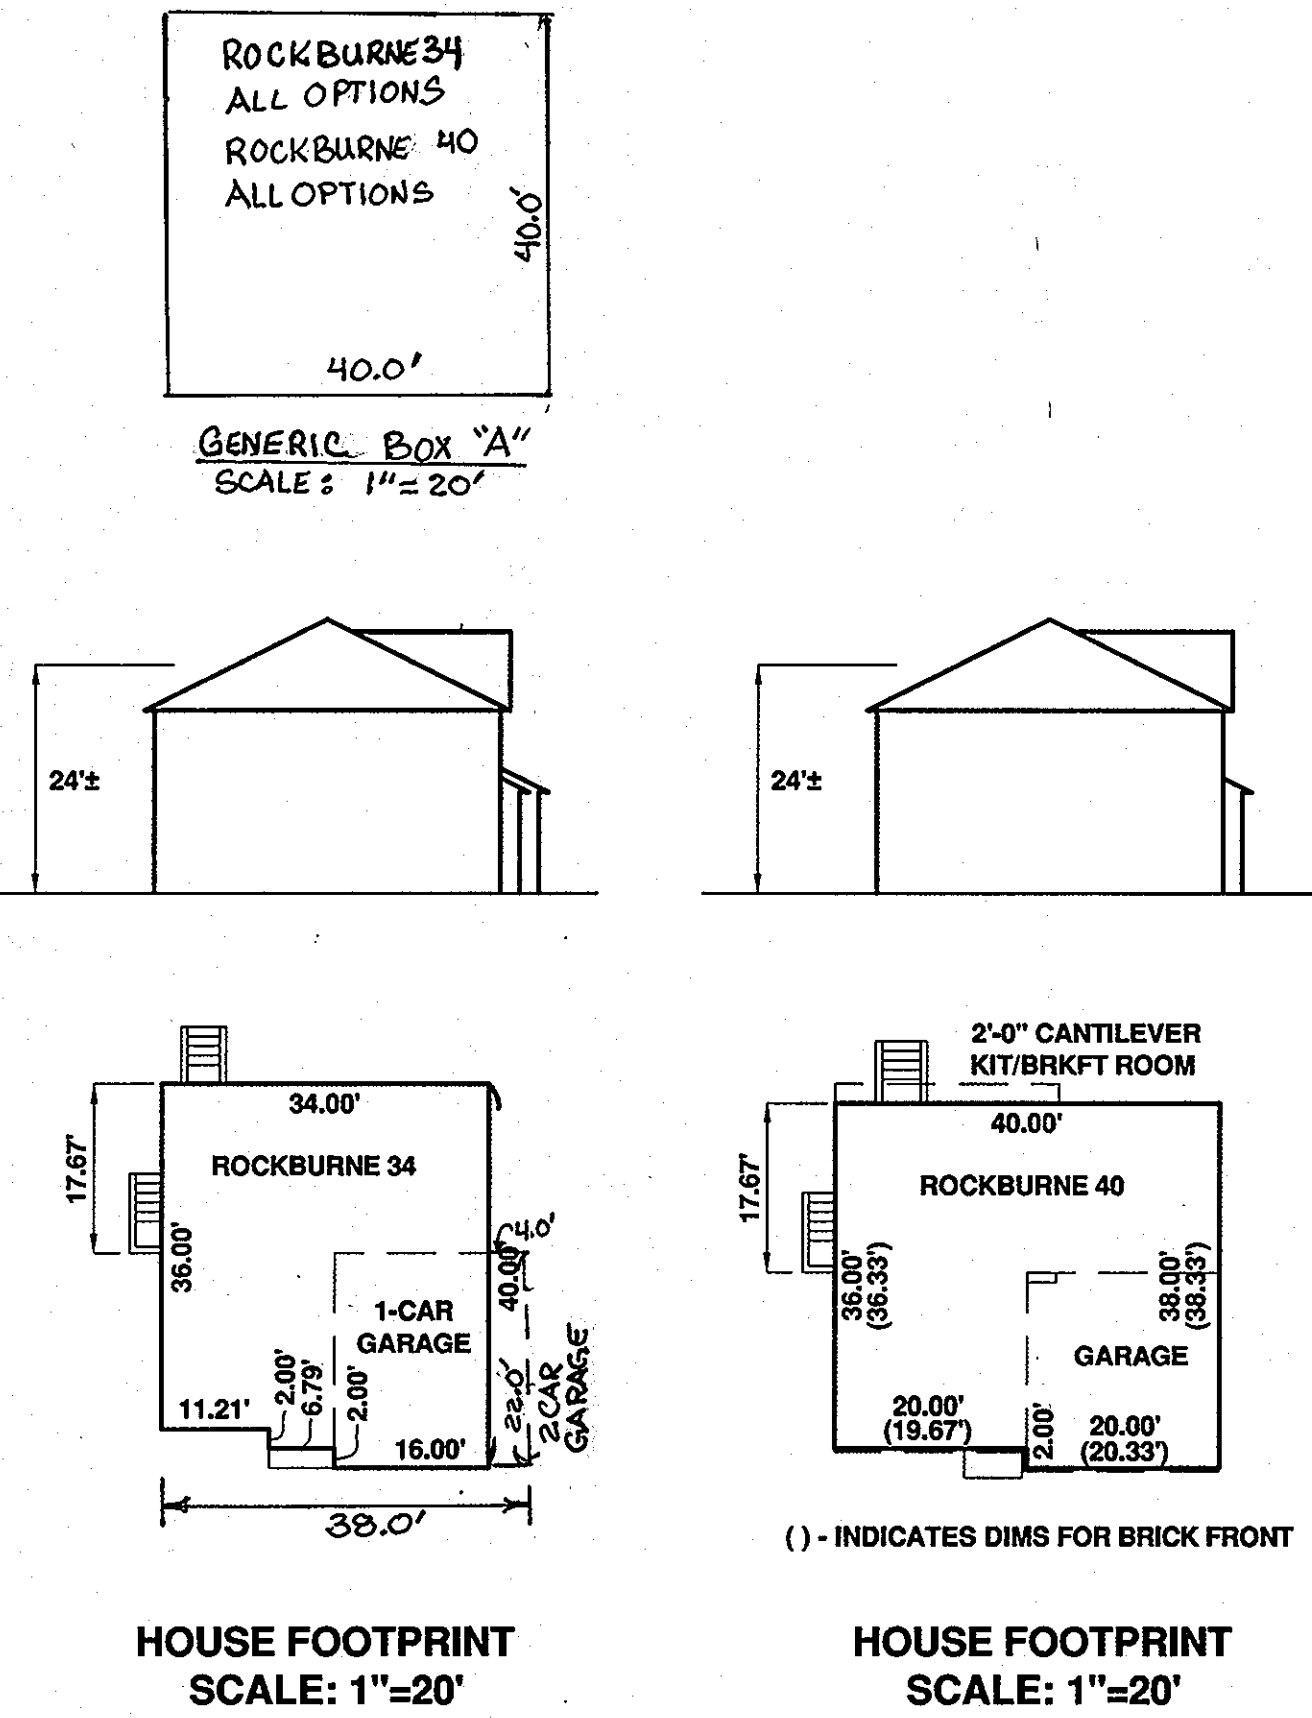 ROCKBURNE 34
ALL OPTIONS
ROCKBURNE 40
ALL OPTIONS
40.0'
40.0'
GENERIC BOX "A"
SCALE: 1"=20'
24'±
24'±
34.00'
17.67'
ROCKBURNE 34
36.00'
4.0'
40.00'
1-CAR
GARAGE
22.0'
2 CAR
GARAGE
11.21'
2.00'
6.79'
2.00'
16.00'
38.0'
HOUSE FOOTPRINT
SCALE: 1"=20'
2'-0" CANTILEVER
KIT/BRKFT ROOM
40.00'
17.67'
ROCKBURNE 40
36.00'
(36.33')
38.00'
(38.33')
GARAGE
20.00'
(19.67')
2.00'
20.00'
(20.33')
( ) - INDICATES DIMS FOR BRICK FRONT
HOUSE FOOTPRINT
SCALE: 1"=20'